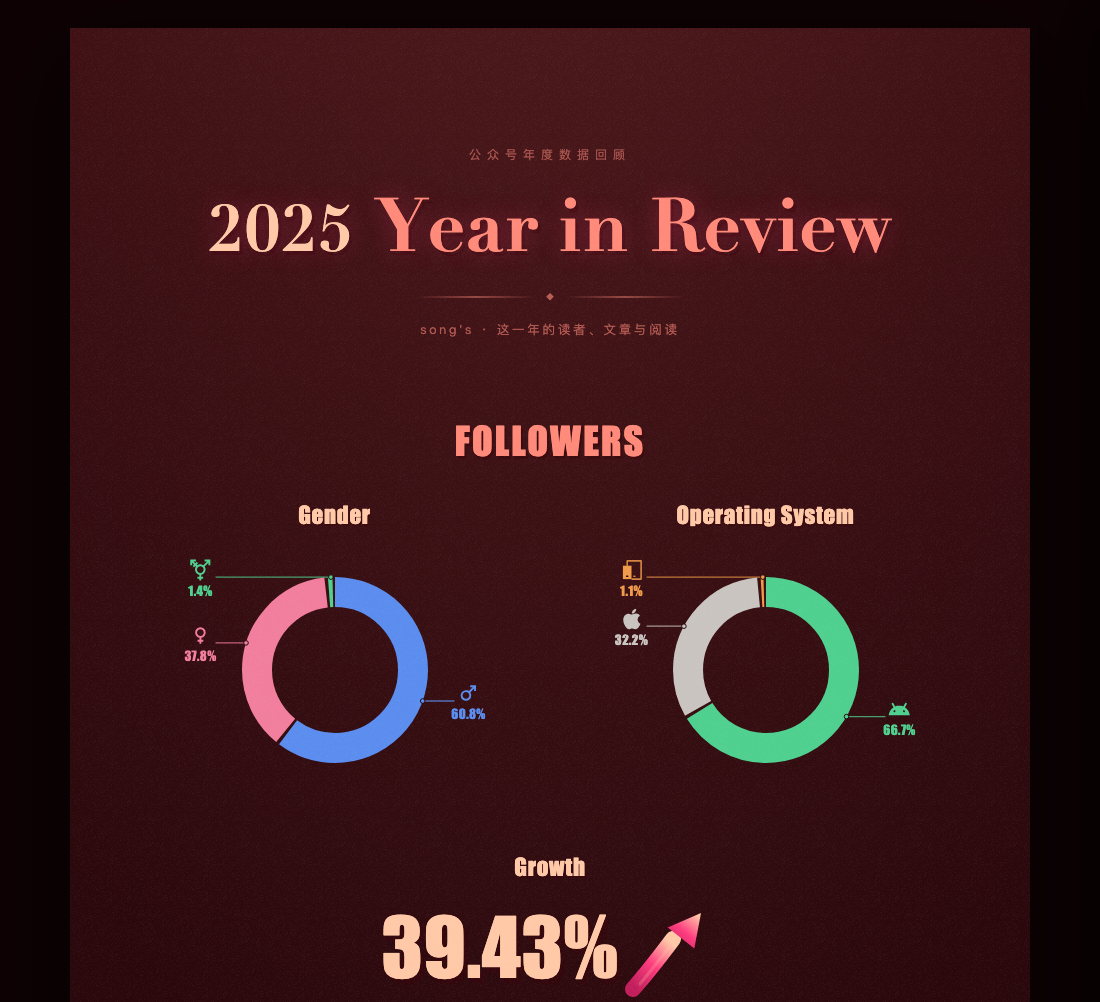 公众号年度数据回顾
2025 Year in Review
song's · 这一年的读者、文章与阅读
FOLLOWERS
Gender
Operating System
1.4%
37.8%
60.8%
1.1%
32.2%
66.7%
Growth
39.43%